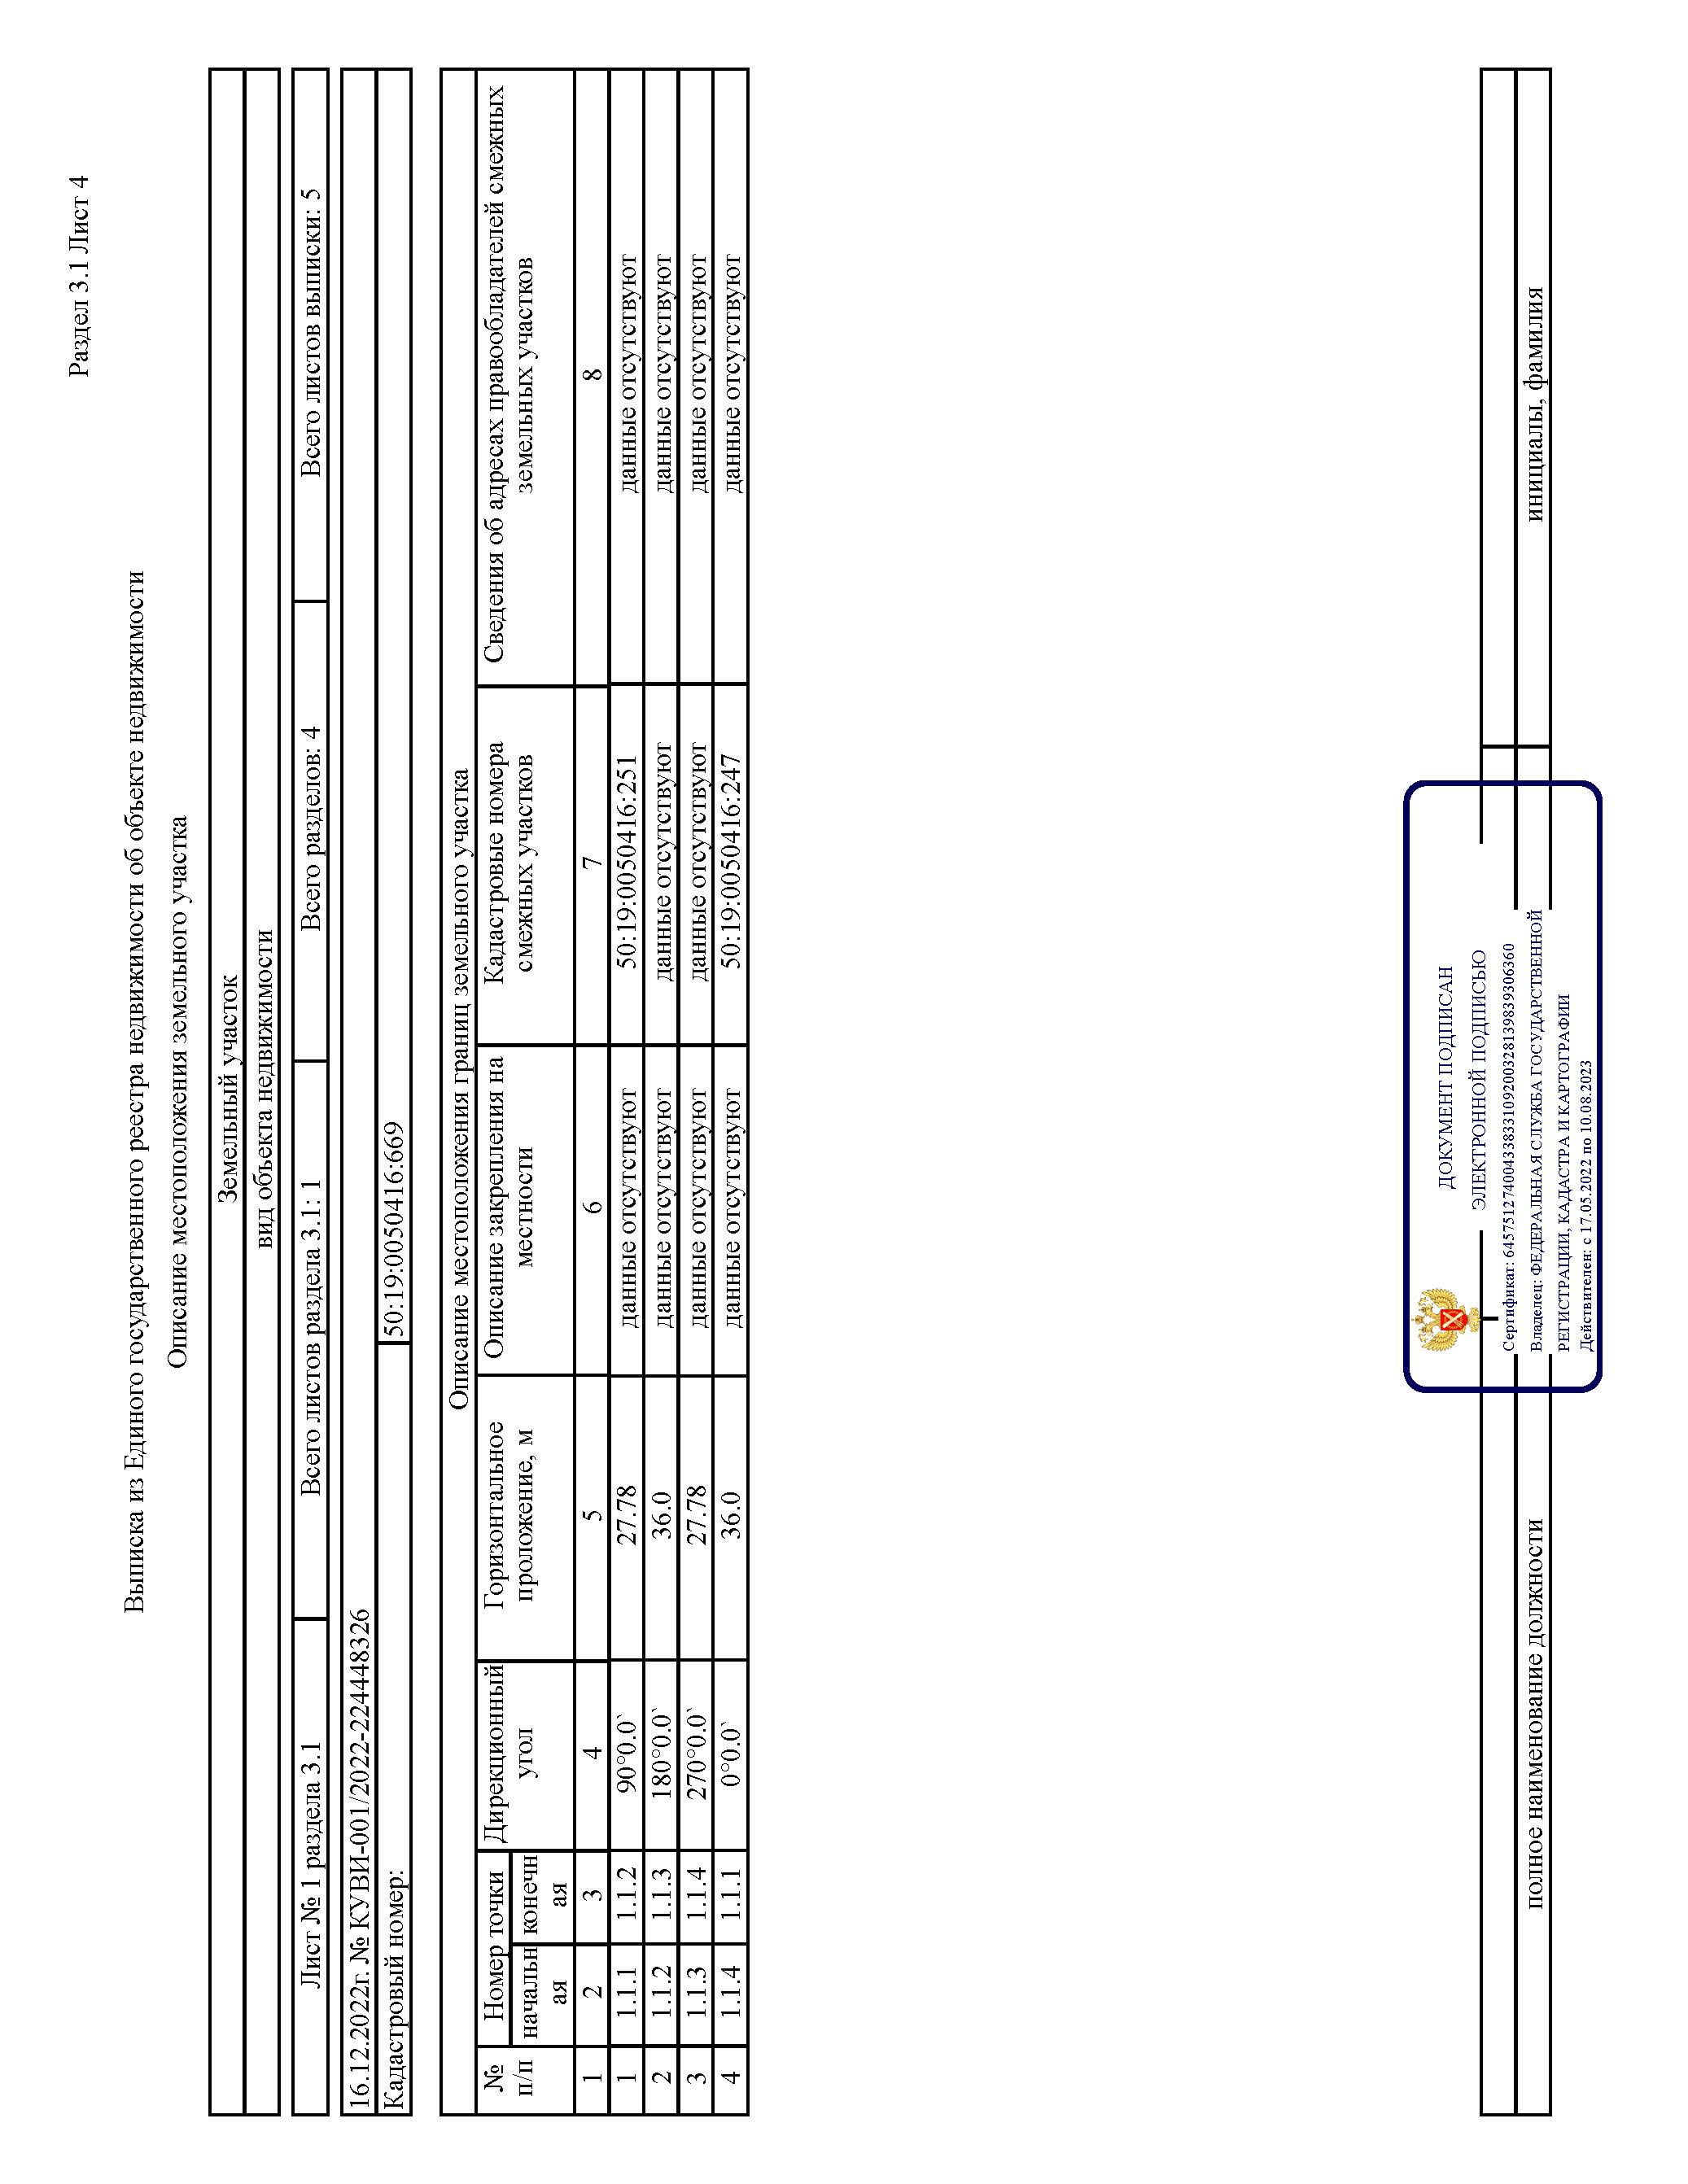 Раздел 3.1 Лист 4
Выписка из Единого государственного реестра недвижимости об объекте недвижимости
Описание местоположения земельного участка
Земельный участок
вид объекта недвижимости
Лист № 1 раздела 3.1 Всего листов раздела 3.1: 1 Всего разделов: 4 Всего листов выписки: 5
16.12.2022г. № КУВИ-001/2022-224448326
Кадастровый номер: 50:19:0050416:669
Описание местоположения границ земельного участка
№ Номер точки Дирекционный Горизонтальное Описание закрепления на Кадастровые номера Сведения об адресах правообладателей смежных
п/п начальн конечн угол проложение, м местности смежных участков земельных участков
ая ая
1 2 3 4 5 6 7 8
1 1.1.1 1.1.2 90°0.0` 27.78 данные отсутствуют 50:19:0050416:251 данные отсутствуют
2 1.1.2 1.1.3 180°0.0` 36.0 данные отсутствуют данные отсутствуют данные отсутствуют
3 1.1.3 1.1.4 270°0.0` 27.78 данные отсутствуют данные отсутствуют данные отсутствуют
4 1.1.4 1.1.1 0°0.0` 36.0 данные отсутствуют 50:19:0050416:247 данные отсутствуют
ДОКУМЕНТ ПОДПИСАН
ЭЛЕКТРОННОЙ ПОДПИСЬЮ
Сертификат: 64575127400433833109200328139839306360
Владелец: ФЕДЕРАЛЬНАЯ СЛУЖБА ГОСУДАРСТВЕННОЙ
РЕГИСТРАЦИИ, КАДАСТРА И КАРТОГРАФИИ
Действителен: с 17.05.2022 по 10.08.2023
полное наименование должности инициалы, фамилия